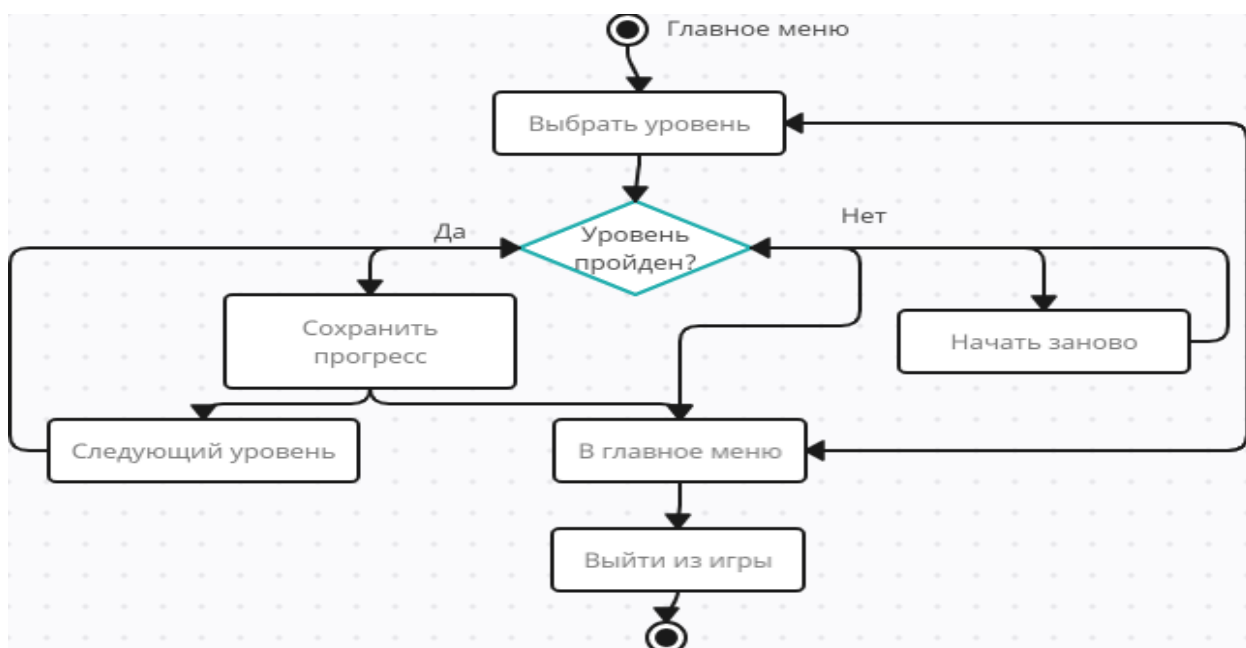 Главное меню
Выбрать уровень
Да
Нет
Уровень
пройден?
Сохранить
прогресс
Начать заново
Следующий уровень
В главное меню
Выйти из игры